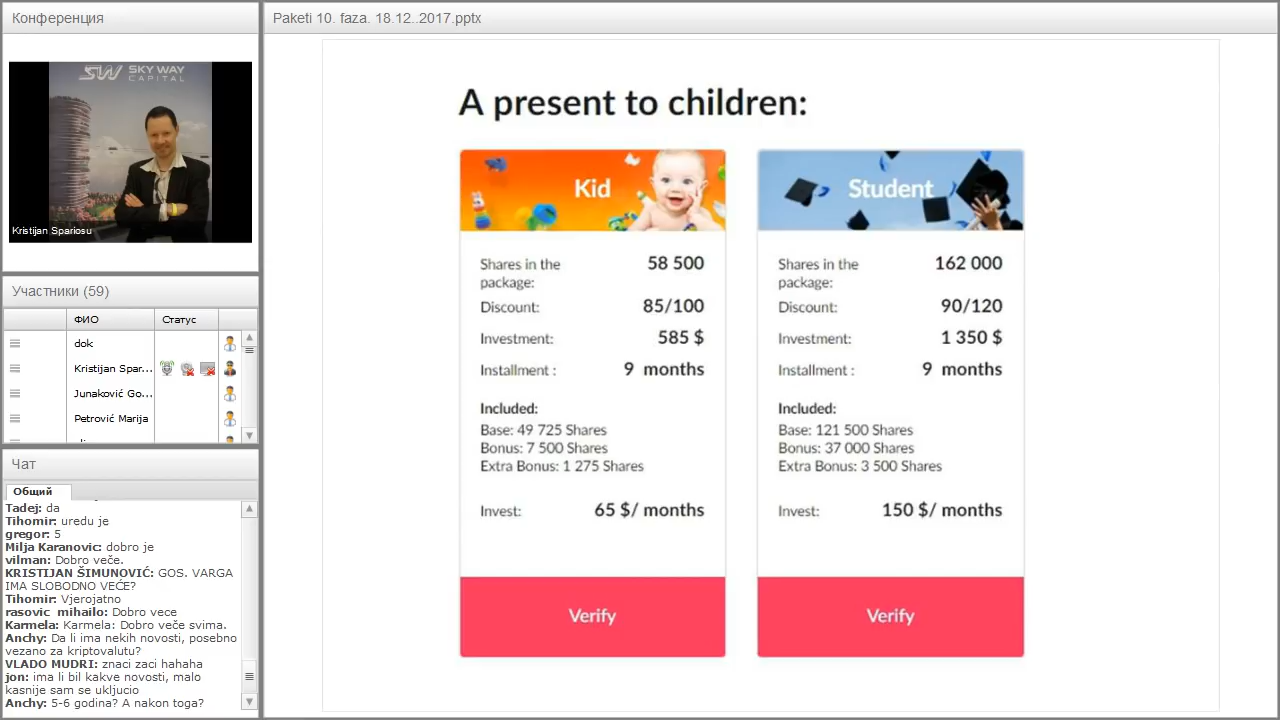 Конференция
SKY WAY
CAPITAL
Kristijan Spariosu
Участники (59)
ФИО Статус
dok
Kristijan Spar...
Junaković Go...
Petrović Marija
Чат
Общий
Tadej: da
Tihomir: uredu je
gregor: 5
Milja Karanovic: dobro je
vilman: Dobro veče.
KRISTIJAN ŠIMUNOVIĆ: GOS. VARGA
IMA SLOBODNO VEĆE?
Tihomir: Vjerojatno
rasovic mihailo: Dobro vece
Karmela: Karmela: Dobro veče svima.
Anchy: Da li ima nekih novosti, posebno
vezano za kriptovalutu?
VLADO MUDRI: znaci zaci hahaha
jon: ima li bil kakve novosti, malo
kasnije sam se ukljucio
Anchy: 5-6 godina? A nakon toga?
Paketi 10. faza. 18.12..2017.pptx
A present to children:
Kid
Shares in the
package: 58 500
Discount: 85/100
Investment: 585 $
Installment : 9 months
Included:
Base: 49 725 Shares
Bonus: 7 500 Shares
Extra Bonus: 1 275 Shares
Invest: 65 $/ months
Verify
Student
Shares in the
package: 162 000
Discount: 90/120
Investment: 1 350 $
Installment : 9 months
Included:
Base: 121 500 Shares
Bonus: 37 000 Shares
Extra Bonus: 3 500 Shares
Invest: 150 $/ months
Verify